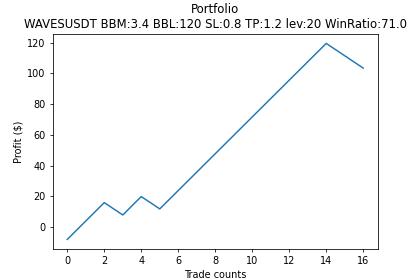 Portfolio
WAVESUSDT BBM:3.4 BBL:120 SL:0.8 TP:1.2 lev:20 WinRatio:71.0
120
100
80
60
40
20
0
Profit ($)
0 2 4 6 8 10 12 14 16
Trade counts